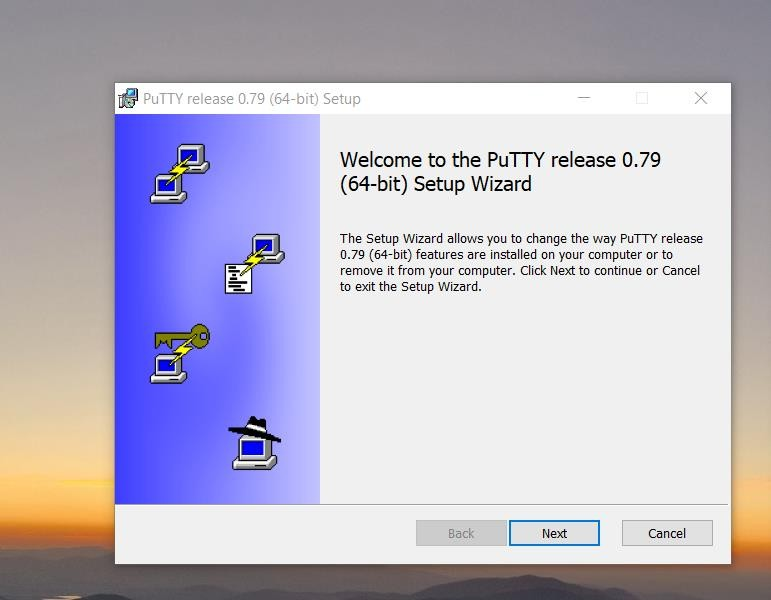 PuTTY release 0.79 (64-bit) Setup
Welcome to the PuTTY release 0.79
(64-bit) Setup Wizard
The Setup Wizard allows you to change the way PuTTY release
0.79 (64-bit) features are installed on your computer or to
remove it from your computer. Click Next to continue or Cancel
to exit the Setup Wizard.
Back Next Cancel